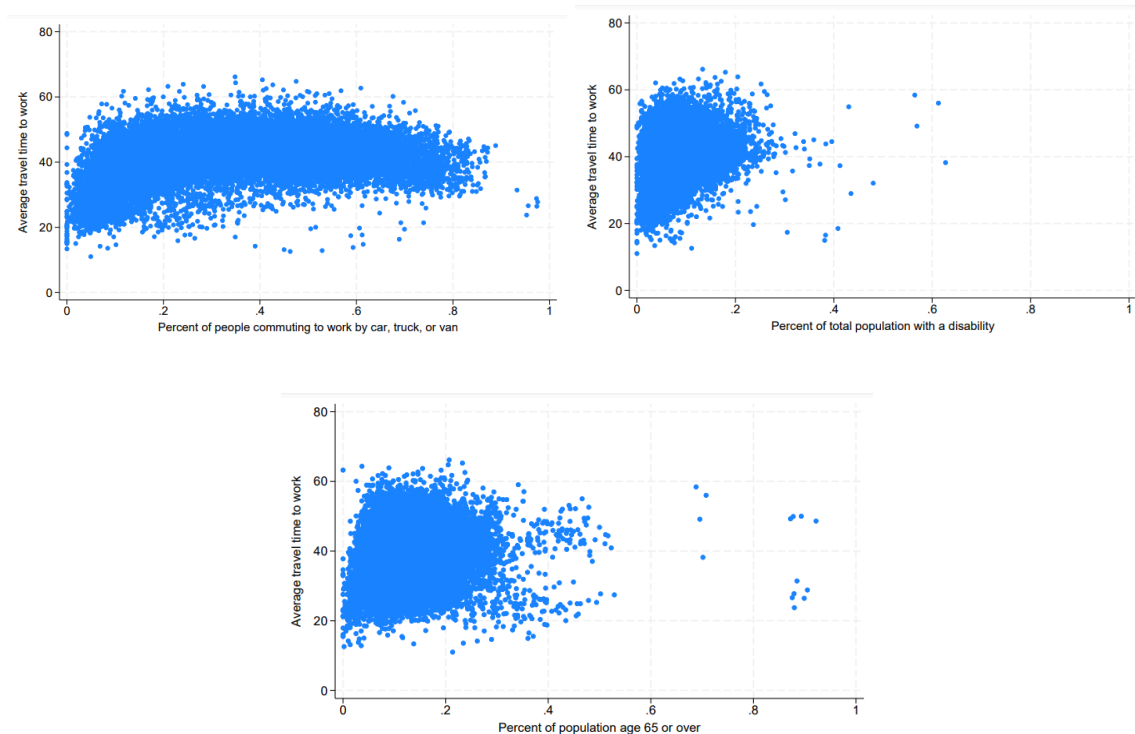 80
60
40
20
0
Average travel time to work
0 .2 .4 .6 .8 1
Percent of people commuting to work by car, truck, or van
80
60
40
20
0
Average travel time to work
0 .2 .4 .6 .8 1
Percent of total population with a disability
80
60
40
20
0
Average travel time to work
0 .2 .4 .6 .8 1
Percent of population age 65 or over